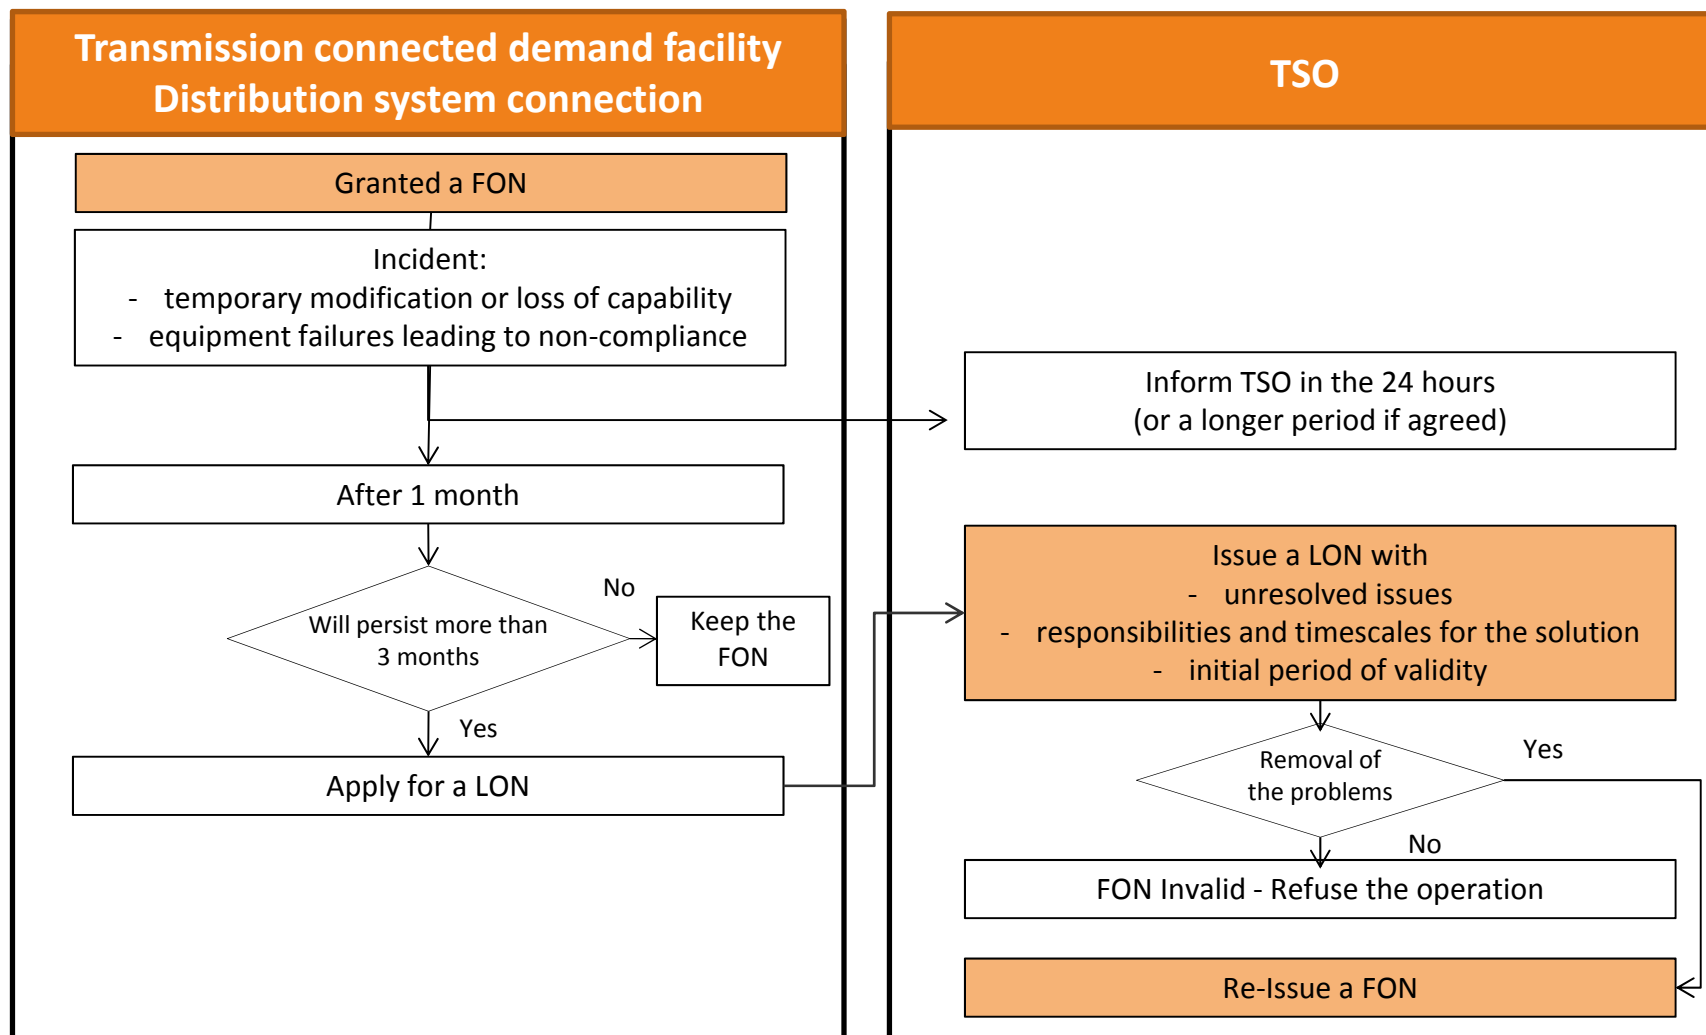 Transmission connected demand facility
Distribution system connection
TSO
Granted a FON
Incident:
- temporary modification or loss of capability
- equipment failures leading to non-compliance
Inform TSO in the 24 hours
(or a longer period if agreed)
After 1 month
Will persist more than
3 months
No
Keep the
FON
Yes
Apply for a LON
Issue a LON with
- unresolved issues
- responsibilities and timescales for the solution
- initial period of validity
Removal of
the problems
Yes
No
FON Invalid - Refuse the operation
Re-Issue a FON